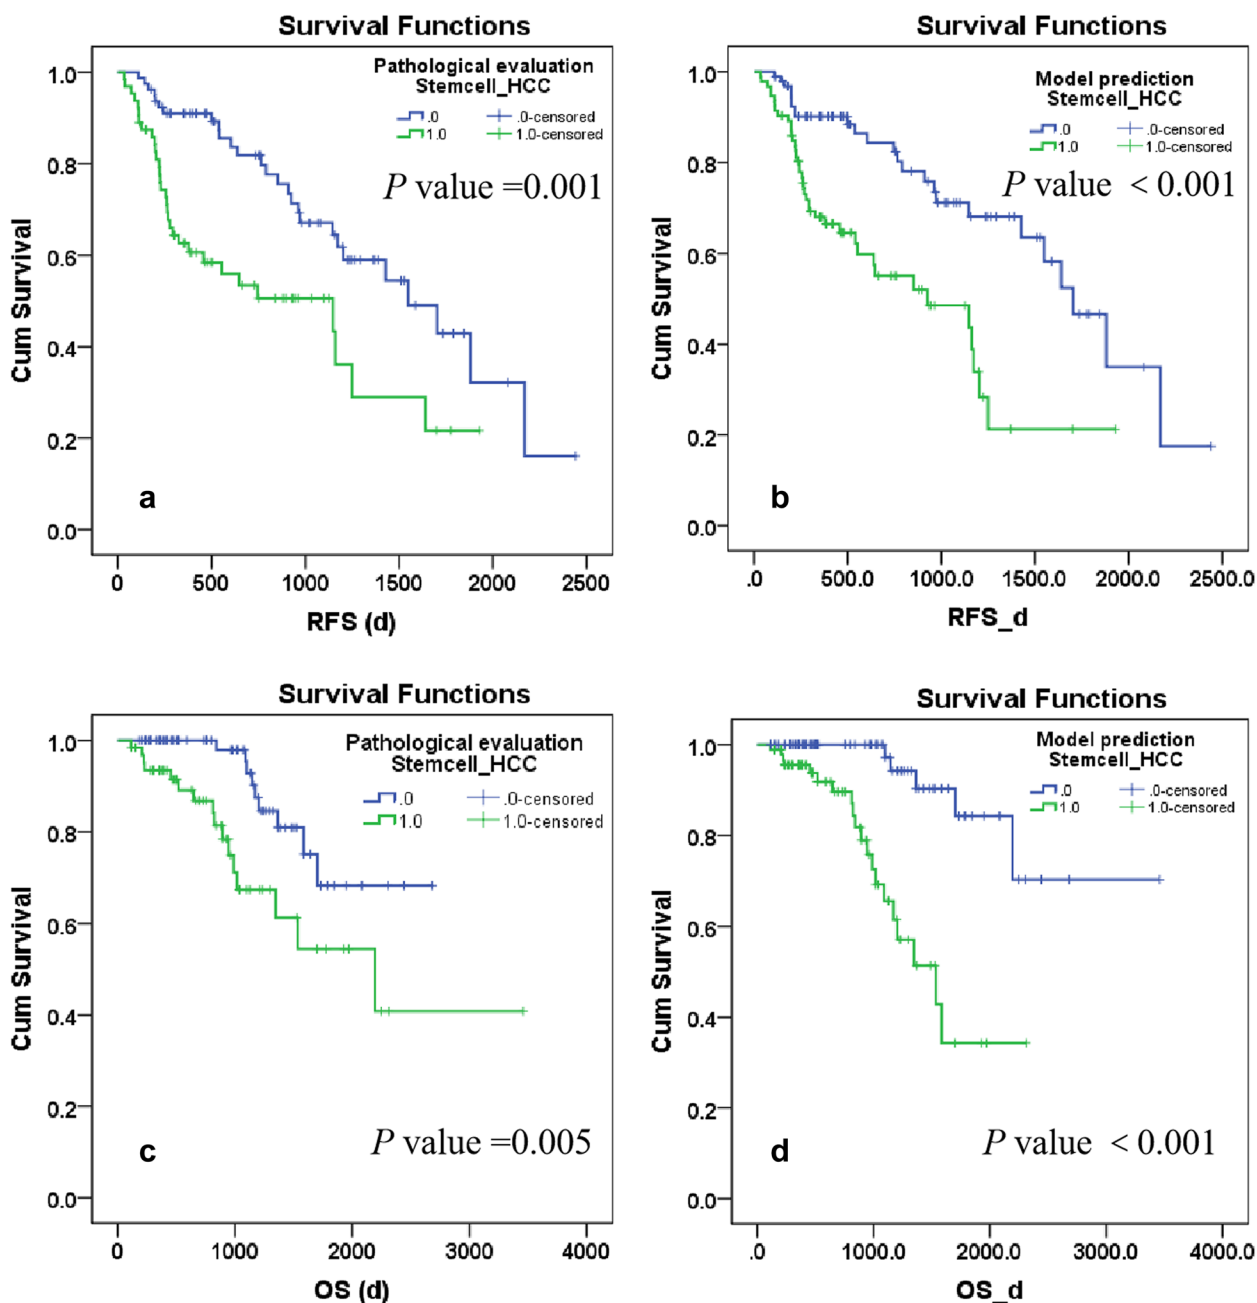 Survival Functions
Pathological evaluation
Stemcell_HCC
.0 .0-censored
1.0 1.0-censored
P value =0.001
Cum Survival
1.0
0.8
0.6
0.4
0.2
0.0
a
0 500 1000 1500 2000 2500
RFS (d)
Survival Functions
Model prediction
Stemcell_HCC
.0 .0-censored
1.0 1.0-censored
P value < 0.001
Cum Survival
1.0
0.8
0.6
0.4
0.2
0.0
b
.0 500.0 1000.0 1500.0 2000.0 2500.0
RFS_d
Survival Functions
Pathological evaluation
Stemcell_HCC
.0 .0-censored
1.0 1.0-censored
Cum Survival
1.0
0.8
0.6
0.4
0.2
0.0
c
P value =0.005
0 1000 2000 3000 4000
OS (d)
Survival Functions
Model prediction
Stemcell_HCC
.0 .0-censored
1.0 1.0-censored
Cum Survival
1.0
0.8
0.6
0.4
0.2
0.0
d
P value < 0.001
.0 1000.0 2000.0 3000.0 4000.0
OS_d